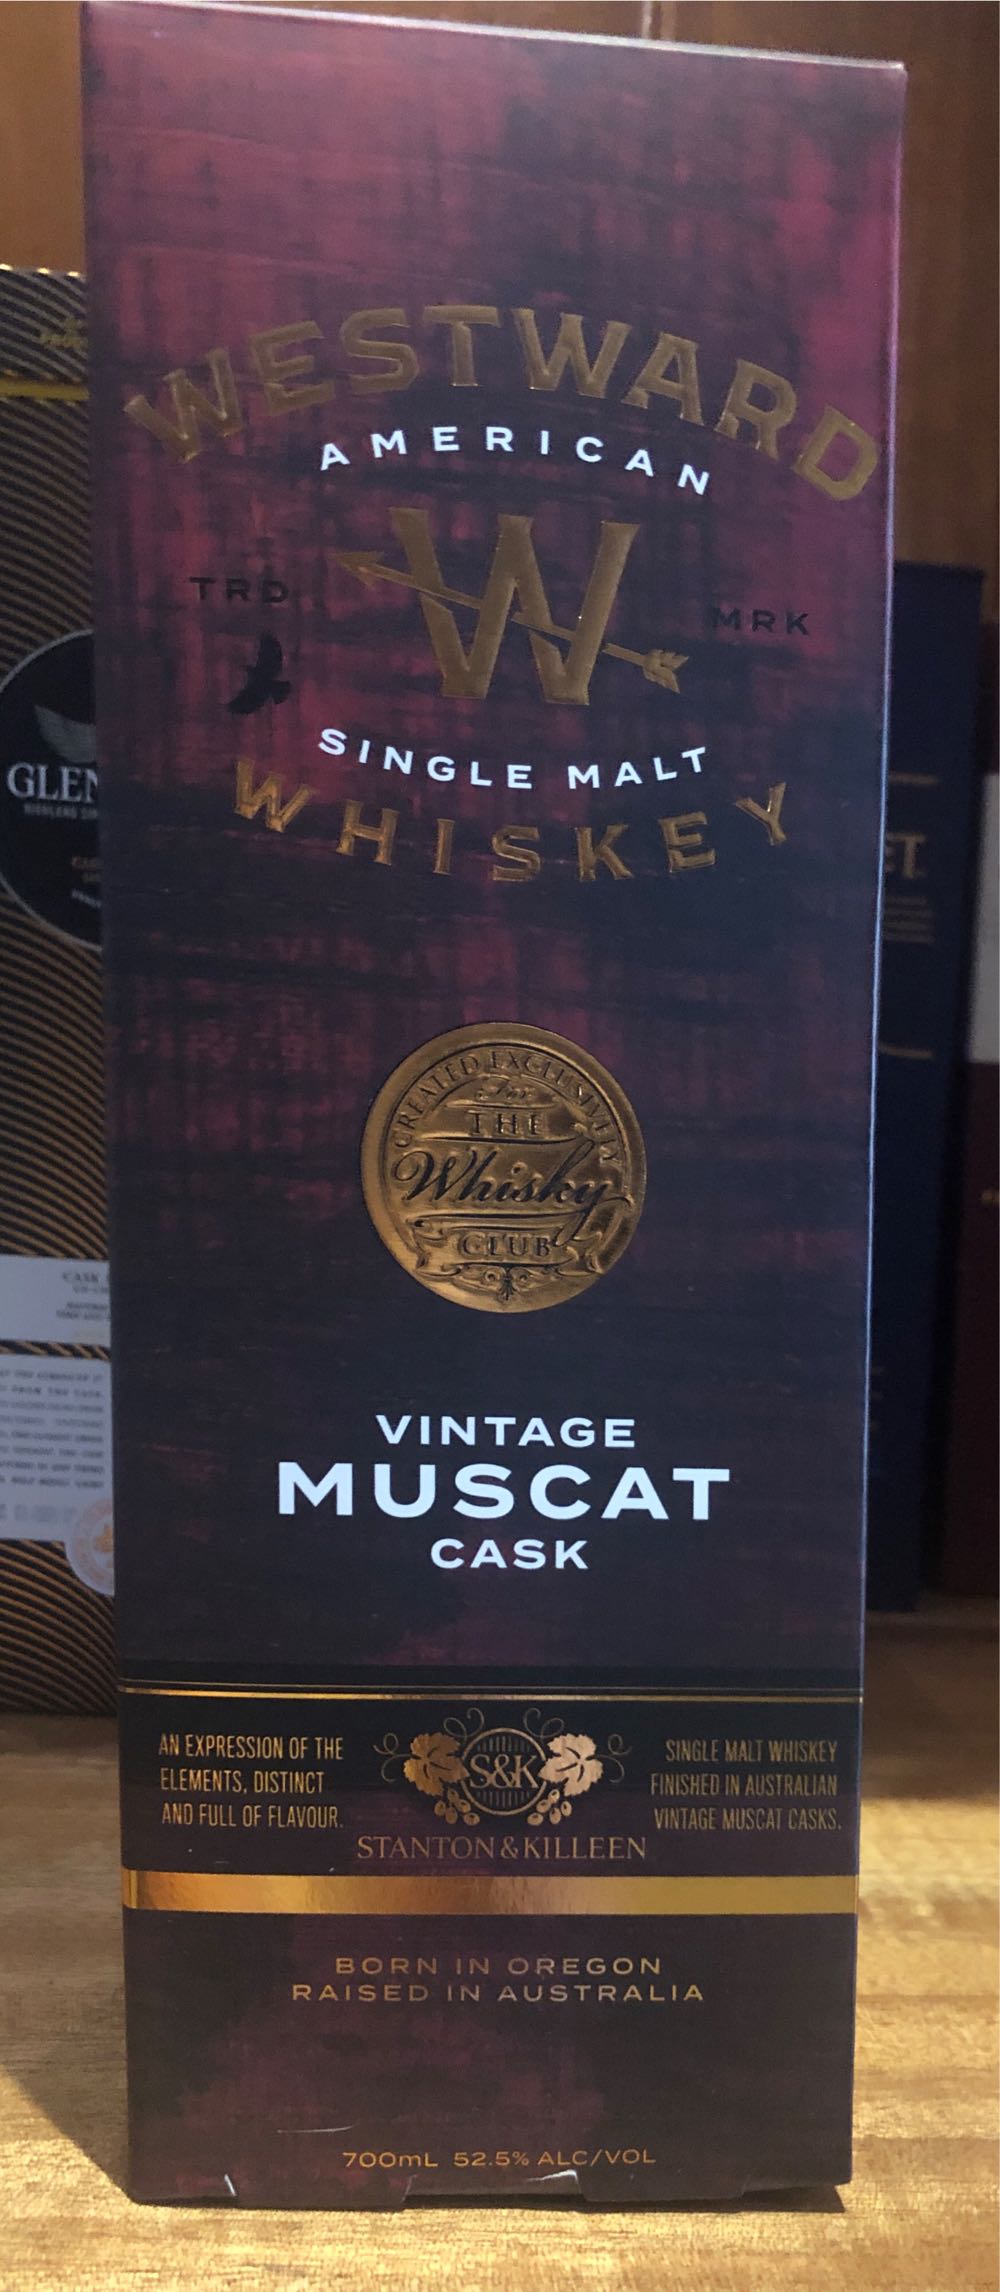 WESTWARD
AMERICAN
W
TRD
MRK
SINGLE MALT
WHISKEY
CREATED EXCLUSIVELY
For
THE
Whisky
CLUB
VINTAGE
MUSCAT
CASK
AN EXPRESSION OF THE
ELEMENTS, DISTINCT
AND FULL OF FLAVOUR.
S&K
STANTON & KILLEEN
SINGLE MALT WHISKEY
FINISHED IN AUSTRALIAN
VINTAGE MUSCAT CASKS.
BORN IN OREGON
RAISED IN AUSTRALIA
700mL 52.5% ALC/VOL
GLEN
CASK